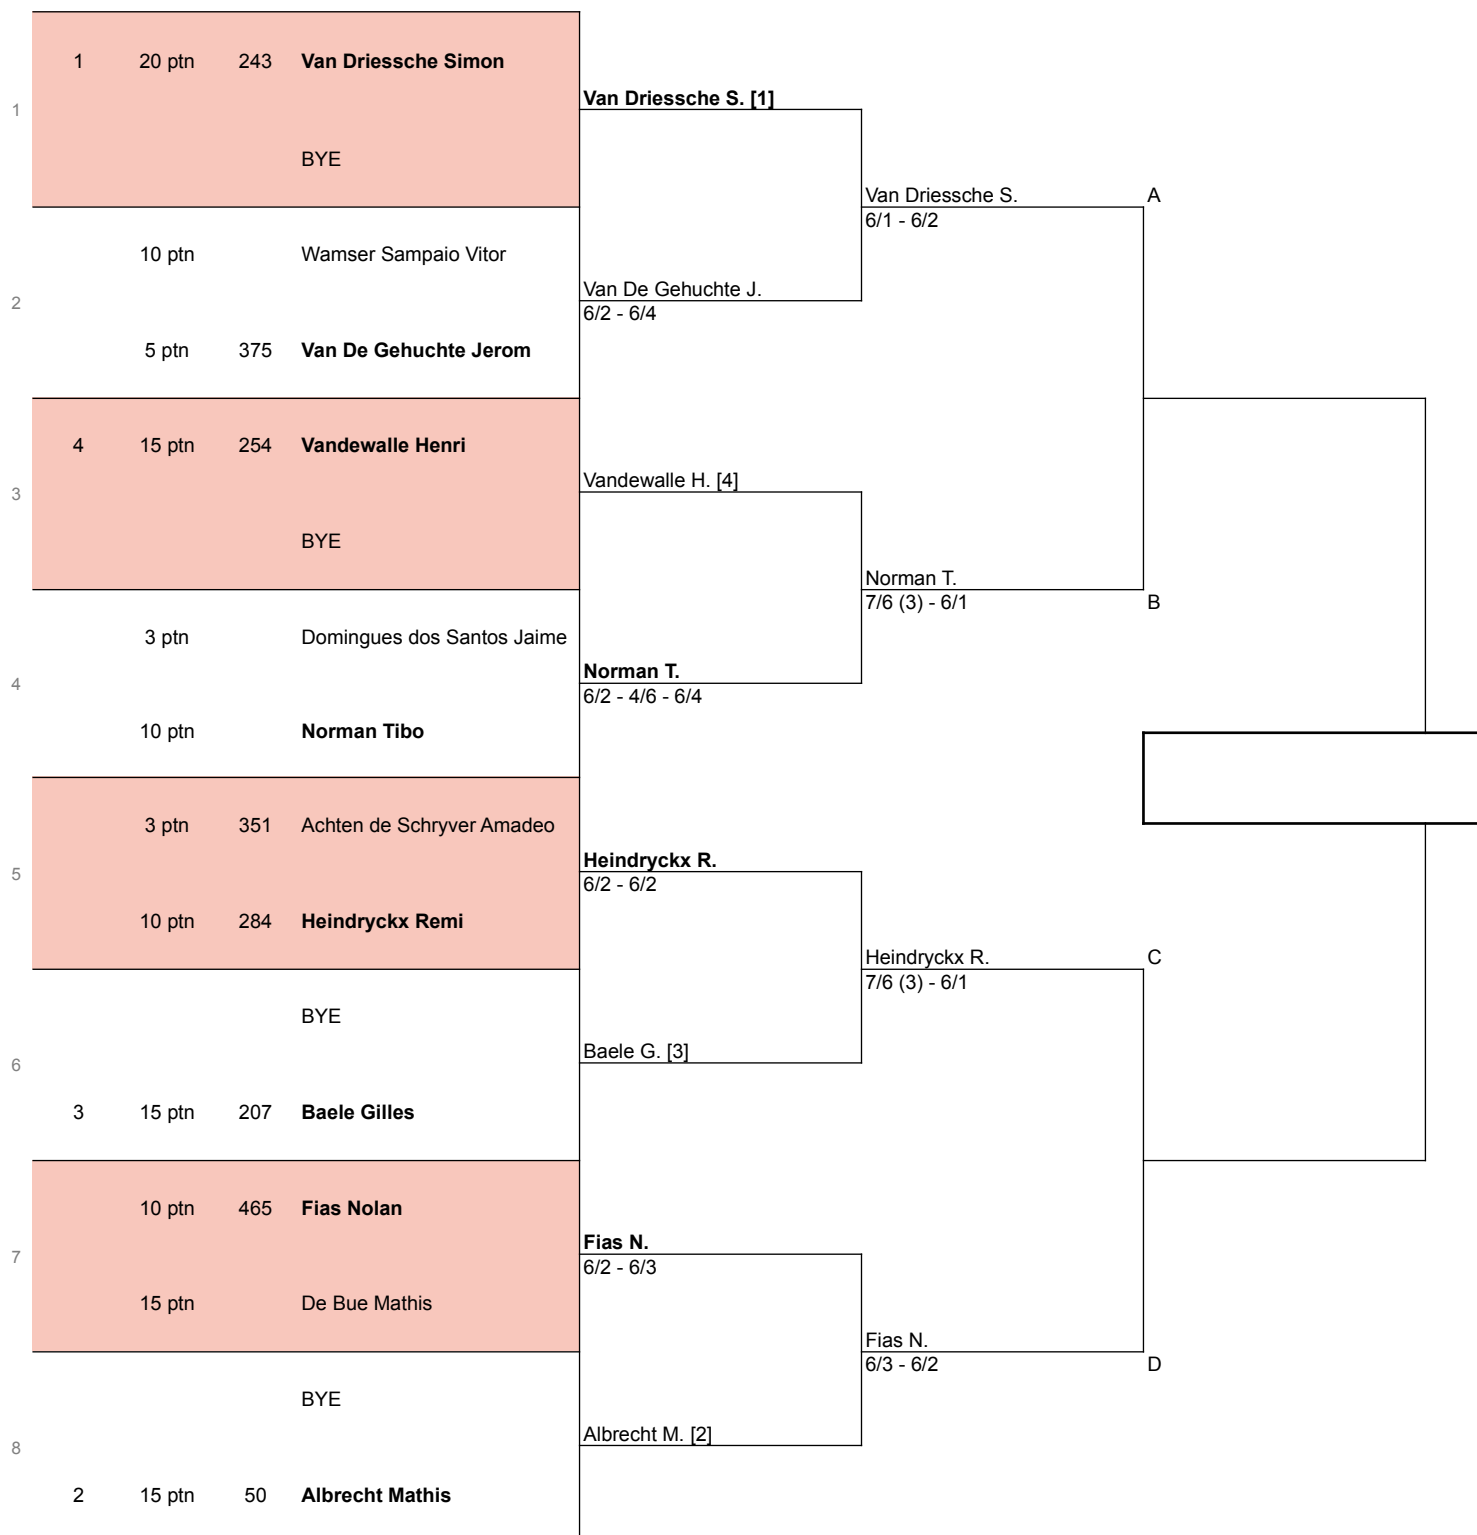 1 20 ptn 243 Van Driessche Simon
Van Driessche S. [1]
1
BYE
Van Driessche S. A
6/1 - 6/2
10 ptn Wamser Sampaio Vitor
Van De Gehuchte J.
2
6/2 - 6/4
5 ptn 375 Van De Gehuchte Jerom
4 15 ptn 254 Vandewalle Henri
Vandewalle H. [4]
3
BYE
Norman T.
7/6 (3) - 6/1 B
3 ptn Domingues dos Santos Jaime
Norman T.
4
6/2 - 4/6 - 6/4
10 ptn Norman Tibo
3 ptn 351 Achten de Schryver Amadeo
Heindryckx R.
5
6/2 - 6/2
10 ptn 284 Heindryckx Remi
Heindryckx R. C
7/6 (3) - 6/1
BYE
Baele G. [3]
6
3 15 ptn 207 Baele Gilles
10 ptn 465 Fias Nolan
Fias N.
7
6/2 - 6/3
15 ptn De Bue Mathis
Fias N.
6/3 - 6/2 D
BYE
Albrecht M. [2]
8
2 15 ptn 50 Albrecht Mathis